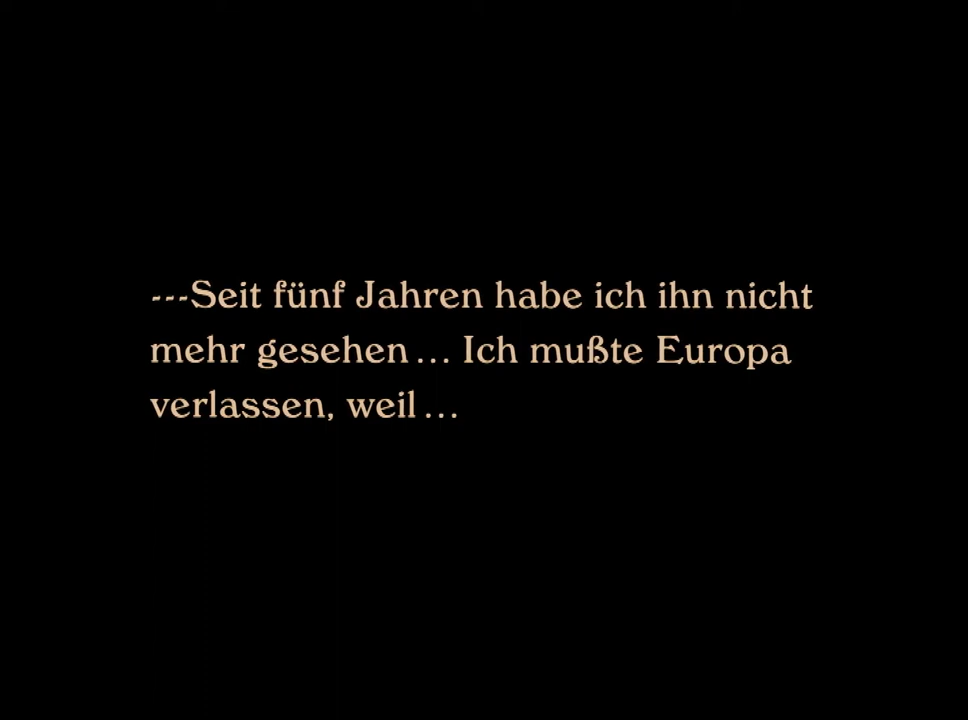 ---Seit fünf Jahren habe ich ihn nicht
mehr gesehen ... Ich mußte Europa
verlassen, weil ...